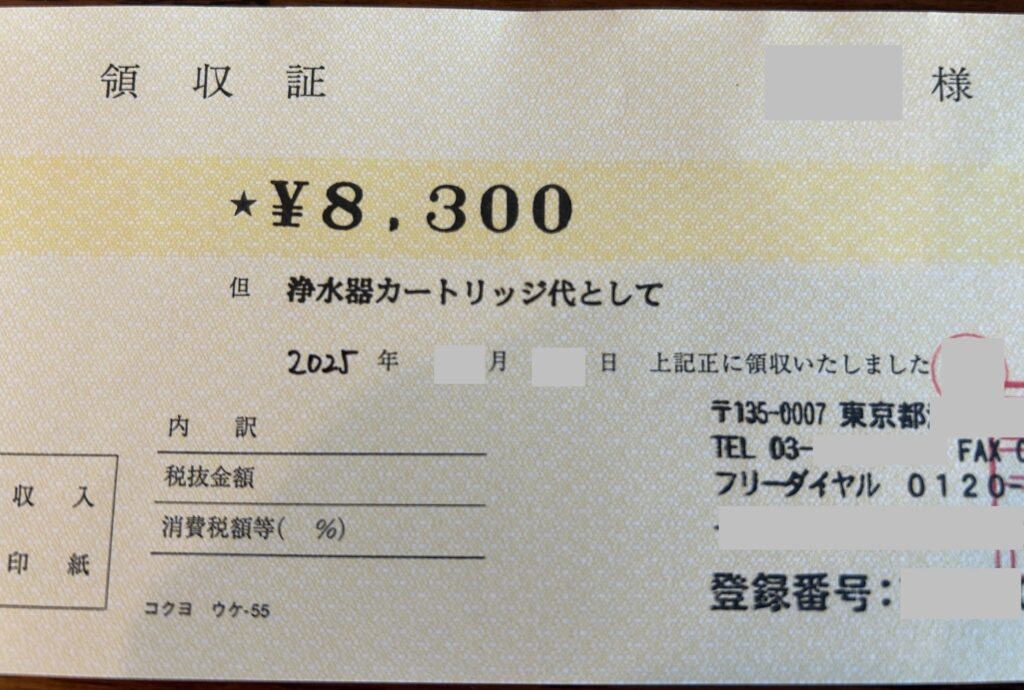 領 収 証
様
★¥8,300
但 浄水器カートリッジ代として
2025 年 月 日 上記正に領収いたしました
内 訳
税抜金額
消費税額等( %)
収 入
印 紙
コクヨ ウケ-55
〒135-0007 東京都
TEL 03- FAX
フリーダイヤル 0120-
登録番号: